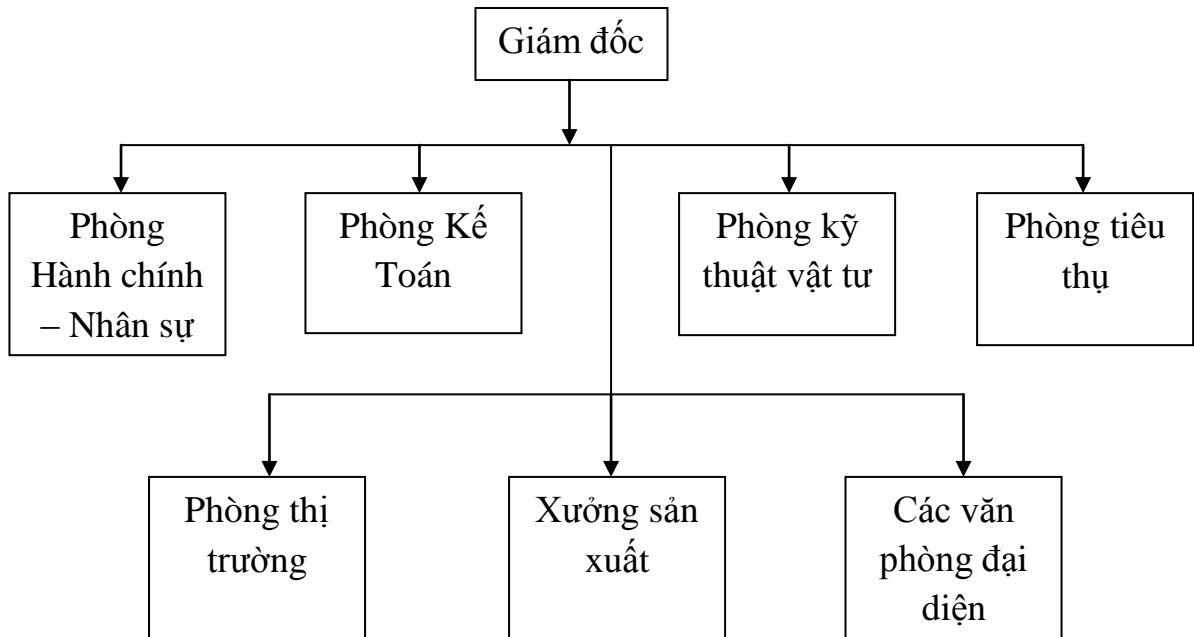 Giám đốc
Phòng
Hành chính
– Nhân sự
Phòng Kế
Toán
Phòng kỹ
thuật vật tư
Phòng tiêu
thụ
Phòng thị
trường
Xưởng sản
xuất
Các văn
phòng đại
diện